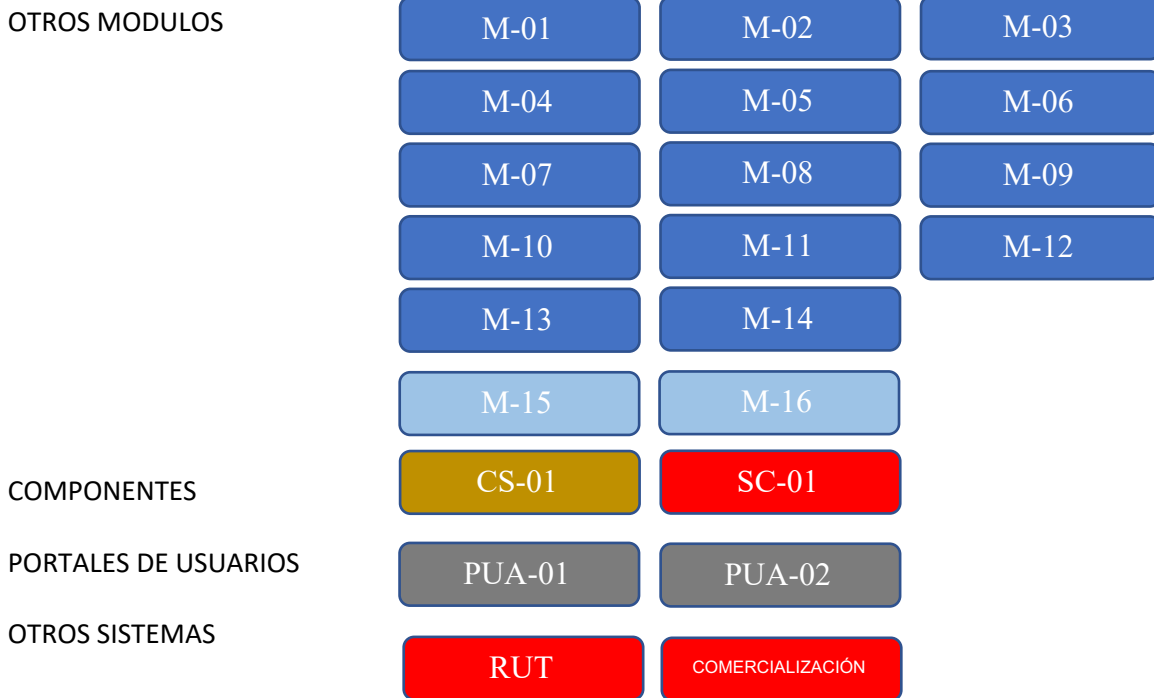 OTROS MODULOS M-01 M-02 M-03
M-04 M-05 M-06
M-07 M-08 M-09
M-10 M-11 M-12
M-13 M-14
M-15 M-16
COMPONENTES CS-01 SC-01
PORTALES DE USUARIOS PUA-01 PUA-02
OTROS SISTEMAS RUT COMERCIALIZACIÓN